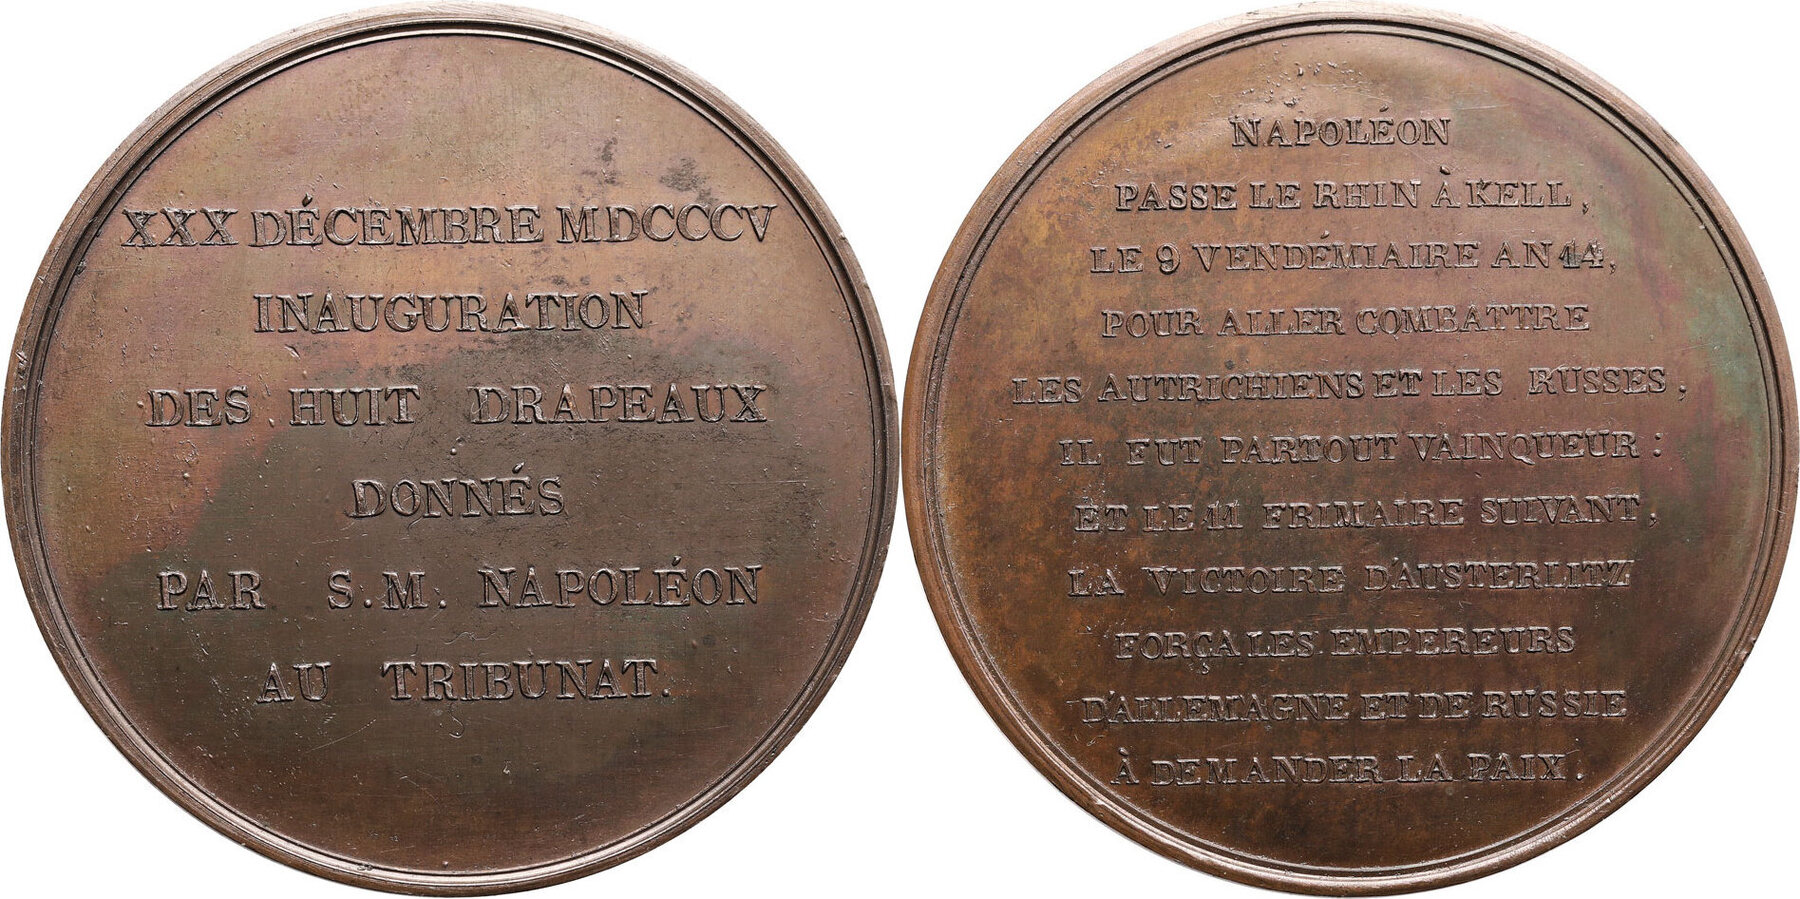 XXX DÉCEMBRE MDCCCV
INAUGURATION
DES HUIT DRAPEAUX
DONNÉS
PAR S.M. NAPOLÉON
AU TRIBUNAT.
NAPOLÉON
PASSE LE RHIN À KELL,
LE 9 VENDÉMIAIRE AN 14,
POUR ALLER COMBATTRE
LES AUTRICHIENS ET LES RUSSES,
IL FUT PARTOUT VAINQUEUR :
ET LE 11 FRIMAIRE SUIVANT,
LA VICTOIRE D'AUSTERLITZ
FORÇA LES EMPEREURS
D'ALLEMAGNE ET DE RUSSIE
À DEMANDER LA PAIX.